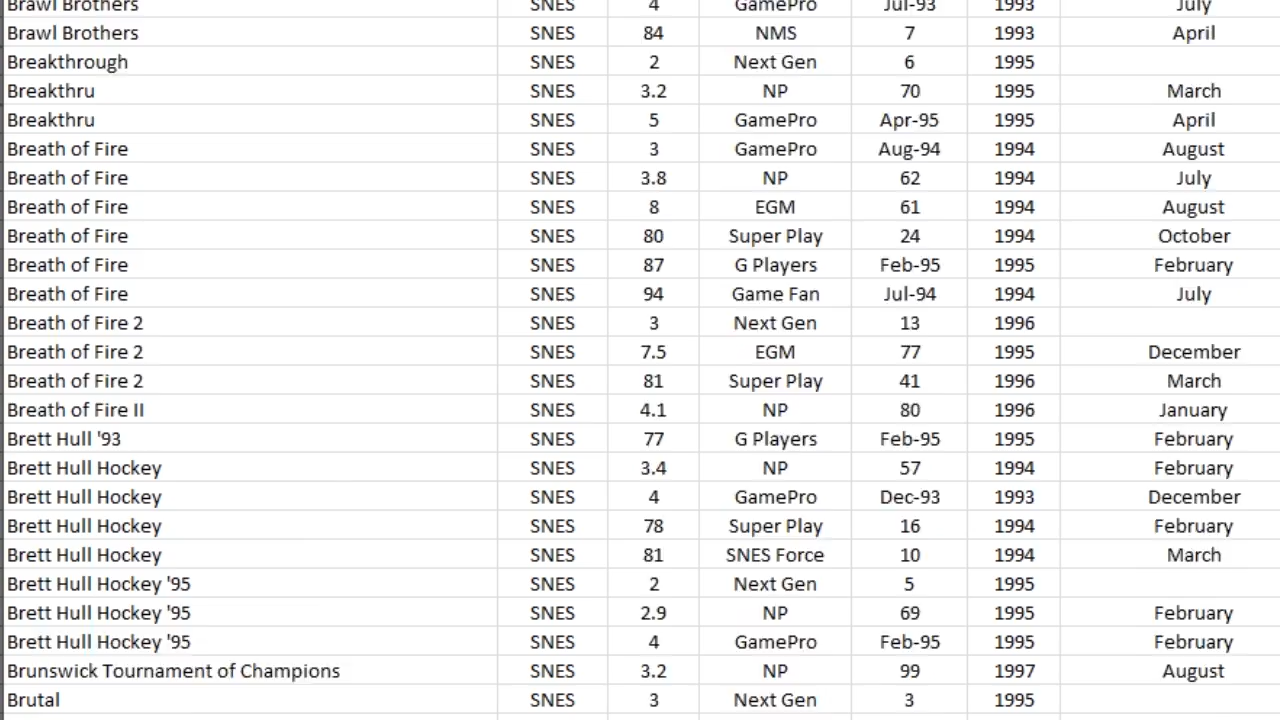 Brawl Brothers SNES 4 GamePro Jul-93 1993 July
Brawl Brothers SNES 84 NMS 7 1993 April
Breakthrough SNES 2 Next Gen 6 1995
Breakthru SNES 3.2 NP 70 1995 March
Breakthru SNES 5 GamePro Apr-95 1995 April
Breath of Fire SNES 3 GamePro Aug-94 1994 August
Breath of Fire SNES 3.8 NP 62 1994 July
Breath of Fire SNES 8 EGM 61 1994 August
Breath of Fire SNES 80 Super Play 24 1994 October
Breath of Fire SNES 87 G Players Feb-95 1995 February
Breath of Fire SNES 94 Game Fan Jul-94 1994 July
Breath of Fire 2 SNES 3 Next Gen 13 1996
Breath of Fire 2 SNES 7.5 EGM 77 1995 December
Breath of Fire 2 SNES 81 Super Play 41 1996 March
Breath of Fire II SNES 4.1 NP 80 1996 January
Brett Hull '93 SNES 77 G Players Feb-95 1995 February
Brett Hull Hockey SNES 3.4 NP 57 1994 February
Brett Hull Hockey SNES 4 GamePro Dec-93 1993 December
Brett Hull Hockey SNES 78 Super Play 16 1994 February
Brett Hull Hockey SNES 81 SNES Force 10 1994 March
Brett Hull Hockey '95 SNES 2 Next Gen 5 1995
Brett Hull Hockey '95 SNES 2.9 NP 69 1995 February
Brett Hull Hockey '95 SNES 4 GamePro Feb-95 1995 February
Brunswick Tournament of Champions SNES 3.2 NP 99 1997 August
Brutal SNES 3 Next Gen 3 1995